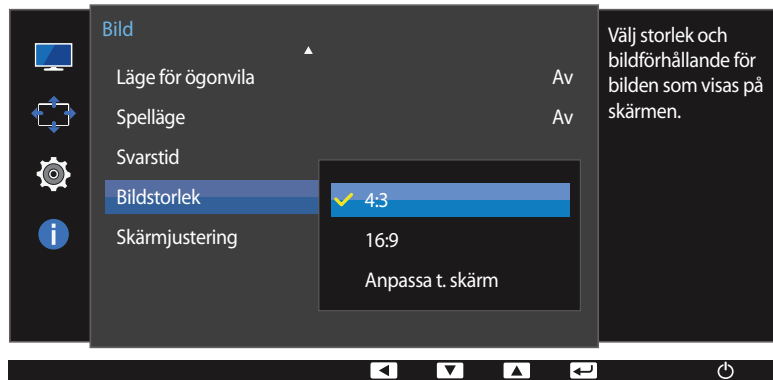 Bild
Läge för ögonvila Av
Spelläge Av
Svarstid
Bildstorlek
Skärmjustering
4:3
16:9
Anpassa t. skärm
Välj storlek och
bildförhållande för
bilden som visas på
skärmen.